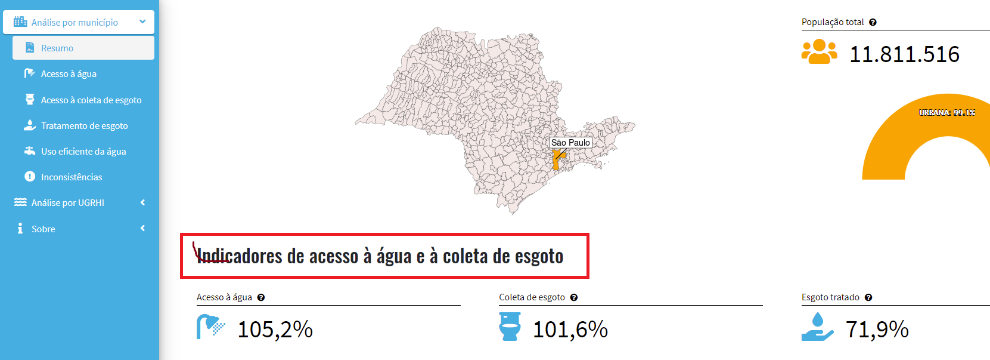 Análise por município
Resumo
Acesso à água
Acesso à coleta de esgoto
Tratamento de esgoto
Uso eficiente da água
Inconsistências
Análise por UGRHI
Sobre
São Paulo
População total
11.811.516
Indicadores de acesso à água e à coleta de esgoto
Acesso à água
105,2%
Coleta de esgoto
101,6%
Esgoto tratado
71,9%